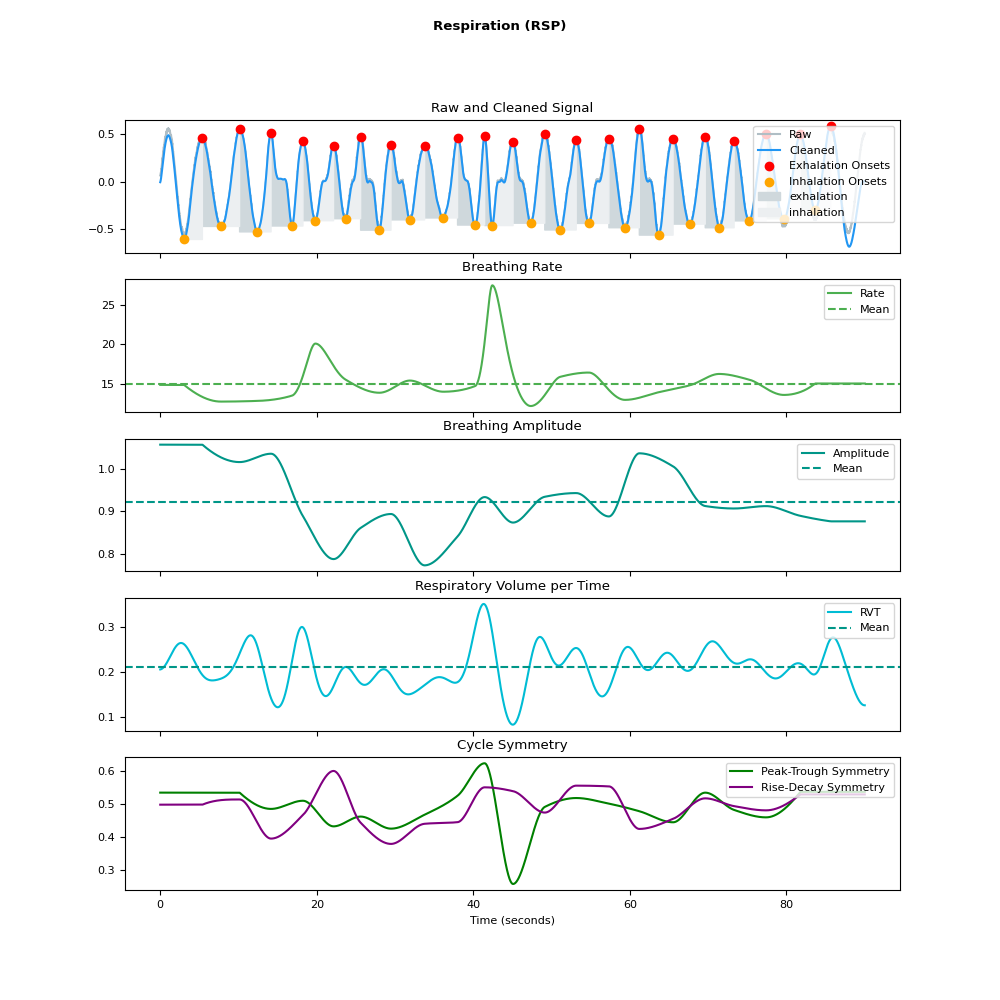 Respiration (RSP)
Raw and Cleaned Signal
0.5
0.0
−0.5
Raw
Cleaned
Exhalation Onsets
Inhalation Onsets
exhalation
inhalation
Breathing Rate
25
20
15
Rate
Mean
Breathing Amplitude
1.0
0.9
0.8
Amplitude
Mean
Respiratory Volume per Time
0.3
0.2
0.1
RVT
Mean
Cycle Symmetry
0.6
0.5
0.4
0.3
Peak-Trough Symmetry
Rise-Decay Symmetry
0 20 40 60 80
Time (seconds)